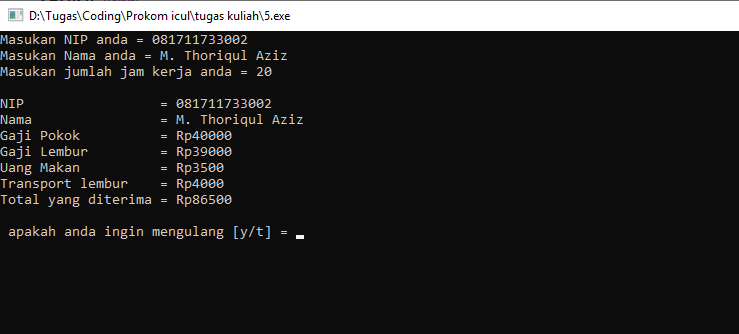 D:\Tugas\Coding\Prokom icul\tugas kuliah\5.exe
Masukan NIP anda = 081711733002
Masukan Nama anda = M. Thoriqul Aziz
Masukan jumlah jam kerja anda = 20
NIP                 = 081711733002
Nama                = M. Thoriqul Aziz
Gaji Pokok          = Rp40000
Gaji Lembur         = Rp39000
Uang Makan          = Rp3500
Transport lembur    = Rp4000
Total yang diterima = Rp86500
apakah anda ingin mengulang [y/t] =